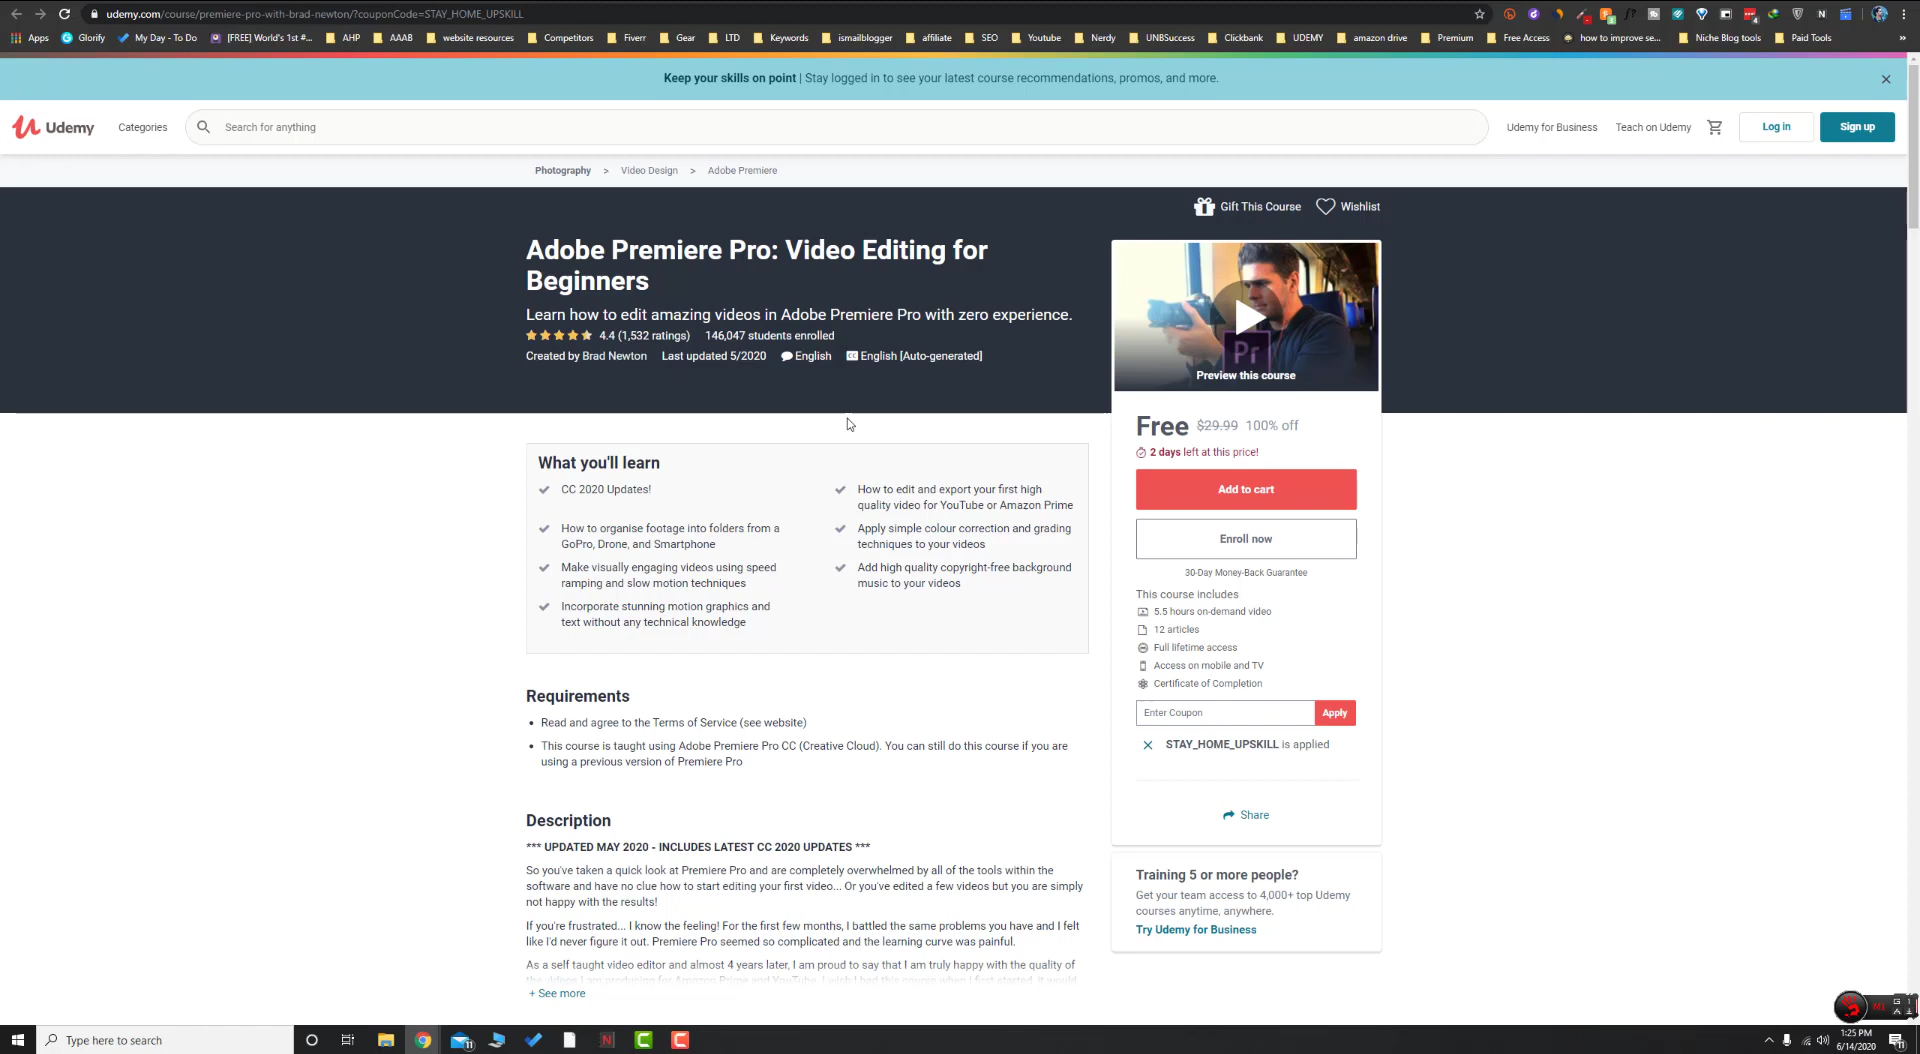 udemy.com/course/premiere-pro-with-brad-newton/?couponCode=STAY_HOME_UPSKILL
Apps Glorify My Day - To Do [FREE] World's 1st #... AHP AAAB website resources Competitors Fiverr Gear LTD Keywords ismailblogger affiliate SEO Youtube Nerdy UNBSuccess Clickbank UDEMY amazon drive Premium Free Access how to improve se... Niche Blog tools Paid Tools »
Keep your skills on point | Stay logged in to see your latest course recommendations, promos, and more.
Udemy Categories Search for anything Udemy for Business Teach on Udemy Log in Sign up
Photography > Video Design > Adobe Premiere
Gift This Course Wishlist
Adobe Premiere Pro: Video Editing for
Beginners
Learn how to edit amazing videos in Adobe Premiere Pro with zero experience.
4.4 (1,532 ratings) 146,047 students enrolled
Created by Brad Newton Last updated 5/2020 English English [Auto-generated]
Pr
Preview this course
Free $29.99 100% off
2 days left at this price!
Add to cart
Enroll now
30-Day Money-Back Guarantee
This course includes
5.5 hours on-demand video
12 articles
Full lifetime access
Access on mobile and TV
Certificate of Completion
Enter Coupon Apply
STAY_HOME_UPSKILL is applied
Share
Training 5 or more people?
Get your team access to 4,000+ top Udemy
courses anytime, anywhere.
Try Udemy for Business
What you'll learn
CC 2020 Updates!
How to edit and export your first high
quality video for YouTube or Amazon Prime
How to organise footage into folders from a
GoPro, Drone, and Smartphone
Apply simple colour correction and grading
techniques to your videos
Make visually engaging videos using speed
ramping and slow motion techniques
Add high quality copyright-free background
music to your videos
Incorporate stunning motion graphics and
text without any technical knowledge
Requirements
Read and agree to the Terms of Service (see website)
This course is taught using Adobe Premiere Pro CC (Creative Cloud). You can still do this course if you are
using a previous version of Premiere Pro
Description
*** UPDATED MAY 2020 - INCLUDES LATEST CC 2020 UPDATES ***
So you've taken a quick look at Premiere Pro and are completely overwhelmed by all of the tools within the
software and have no clue how to start editing your first video... Or you've edited a few videos but you are simply
not happy with the results!
If you're frustrated... I know the feeling! For the first few months, I battled the same problems you have and I felt
like I'd never figure it out. Premiere Pro seemed so complicated and the learning curve was painful.
As a self taught video editor and almost 4 years later, I am proud to say that I am truly happy with the quality of
+ See more
Type here to search
1:25 PM
6/14/2020